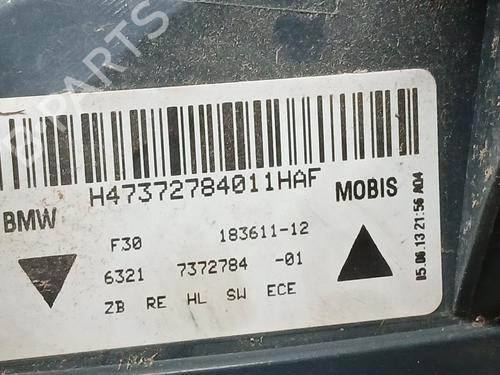 H47372784011HAF
BMW
MOBIS
F30 183611-12
6321 7372784 -01
ZB RE HL SW ECE
05.06.13 21:56 A04